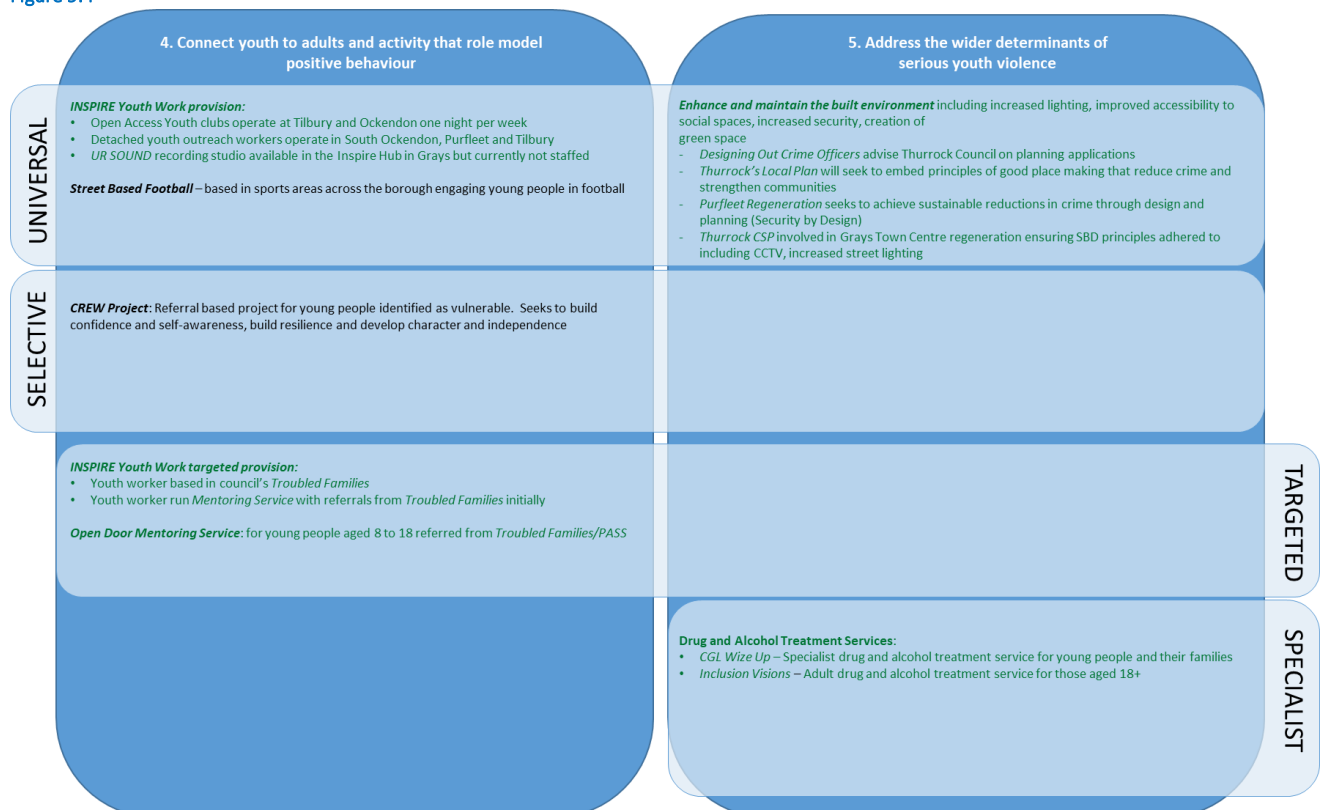 4. Connect youth to adults and activity that role model
positive behaviour
5. Address the wider determinants of
serious youth violence
UNIVERSAL
INSPIRE Youth Work provision:
• Open Access Youth clubs operate at Tilbury and Ockendon one night per week
• Detached youth outreach workers operate in South Ockendon, Purfleet and Tilbury
• UR SOUND recording studio available in the Inspire Hub in Grays but currently not staffed
Street Based Football – based in sports areas across the borough engaging young people in football
Enhance and maintain the built environment including increased lighting, improved accessibility to
social spaces, increased security, creation of
green space
- Designing Out Crime Officers advise Thurrock Council on planning applications
- Thurrock's Local Plan will seek to embed principles of good place making that reduce crime and
strengthen communities
- Purfleet Regeneration seeks to achieve sustainable reductions in crime through design and
planning (Security by Design)
- Thurrock CSP involved in Grays Town Centre regeneration ensuring SBD principles adhered to
including CCTV, increased street lighting
SELECTIVE
CREW Project: Referral based project for young people identified as vulnerable. Seeks to build
confidence and self-awareness, build resilience and develop character and independence
INSPIRE Youth Work targeted provision:
• Youth worker based in council's Troubled Families
• Youth worker run Mentoring Service with referrals from Troubled Families initially
Open Door Mentoring Service: for young people aged 8 to 18 referred from Troubled Families/PASS
TARGETED
Drug and Alcohol Treatment Services:
• CGL Wize Up – Specialist drug and alcohol treatment service for young people and their families
• Inclusion Visions – Adult drug and alcohol treatment service for those aged 18+
SPECIALIST